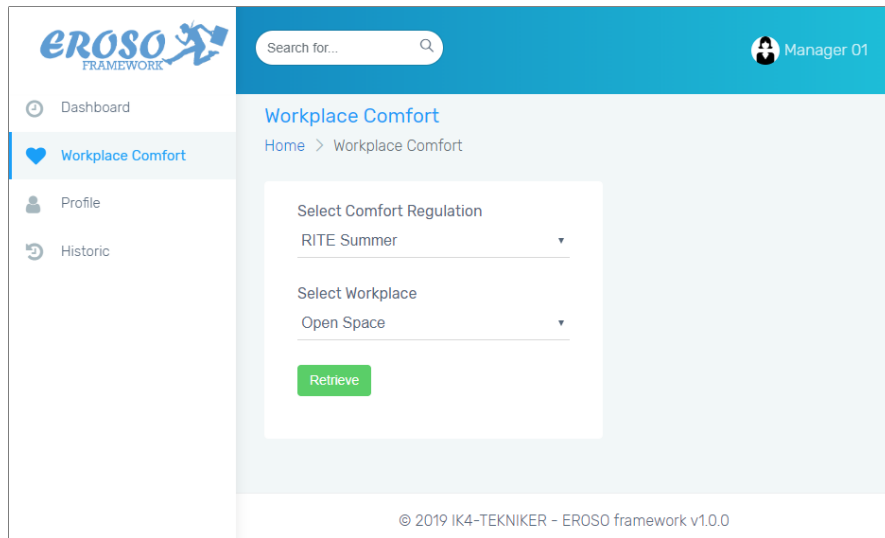 EROSO
FRAMEWORK
Search for...
Manager 01
Dashboard
Workplace Comfort
Profile
Historic
Workplace Comfort
Home > Workplace Comfort
Select Comfort Regulation
RITE Summer
Select Workplace
Open Space
Retrieve
© 2019 IK4-TEKNIKER - EROSO framework v1.0.0